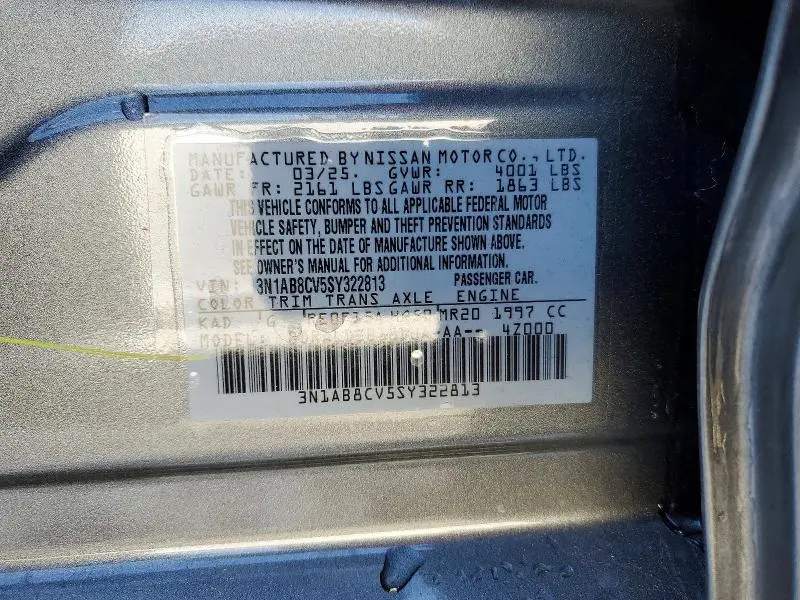 MANUFACTURED BY NISSAN MOTOR CO., LTD.
DATE: 03/25. GVWR: 4001 LBS
GAWR FR: 2161 LBS GAWR RR: 1863 LBS
THIS VEHICLE CONFORMS TO ALL APPLICABLE FEDERAL MOTOR
VEHICLE SAFETY, BUMPER AND THEFT PREVENTION STANDARDS
IN EFFECT ON THE DATE OF MANUFACTURE SHOWN ABOVE.
SEE OWNER'S MANUAL FOR ADDITIONAL INFORMATION.
VIN: 3N1AB8CV5SY322813 PASSENGER CAR.
COLOR TRIM TRANS AXLE ENGINE
KAD G MR20 1997 CC
MODEL: AA-- 4Z000
3N1AB8CV5SY322813